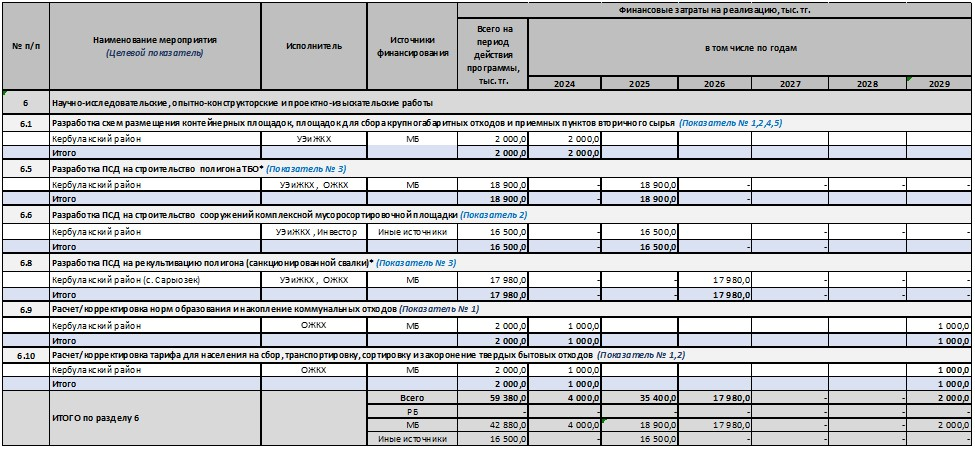 № п/п Наименование мероприятия (Целевой показатель) Исполнитель Источники финансирования Финансовые затраты на реализацию, тыс. тг.
Всего на период действия программы, тыс. тг. в том числе по годам
2024 2025 2026 2027 2028 2029
6 Научно-исследовательские, опытно-конструкторские и проектно-изыскательские работы
6.1 Разработка схем размещения контейнерных площадок, площадок для сбора крупногабаритных отходов и приемных пунктов вторичного сырья (Показатель № 1,2,4,5)
Кербулакский район УЭиЖКХ МБ 2 000,0 2 000,0
Итого 2 000,0 2 000,0
6.5 Разработка ПСД на строительство полигона ТБО* (Показатель № 3)
Кербулакский район УЭиЖКХ , ОЖКХ МБ 18 900,0 - 18 900,0 - - - -
Итого 18 900,0 - 18 900,0 - - - -
6.6 Разработка ПСД на строительство сооружений комплексной мусоросортировочной площадки (Показатель 2)
Кербулакский район УЭиЖКХ , Инвестор Иные источники 16 500,0 - 16 500,0 - - - -
Итого 16 500,0 - 16 500,0 - - - -
6.8 Разработка ПСД на рекультивацию полигона (санкционированной свалки)* (Показатель № 3)
Кербулакский район (с. Сарыозек) УЭиЖКХ , ОЖКХ МБ 17 980,0 - - 17 980,0 - - -
Итого 17 980,0 - - 17 980,0 - - -
6.9 Расчет/ корректировка норм образования и накопление коммунальных отходов (Показатель № 1)
Кербулакский район ОЖКХ МБ 2 000,0 1 000,0 1 000,0
Итого 2 000,0 1 000,0 1 000,0
6.10 Расчет/ корректировка тарифа для населения на сбор, транспортировку, сортировку и захоронение твердых бытовых отходов (Показатель № 1,2)
Кербулакский район ОЖКХ МБ 2 000,0 1 000,0 1 000,0
Итого 2 000,0 1 000,0 1 000,0
ИТОГО по разделу 6 Всего 59 380,0 4 000,0 35 400,0 17 980,0 - - 2 000,0
РБ - - - - - - -
МБ 42 880,0 4 000,0 18 900,0 17 980,0 - - 2 000,0
Иные источники 16 500,0 - 16 500,0 - - - -